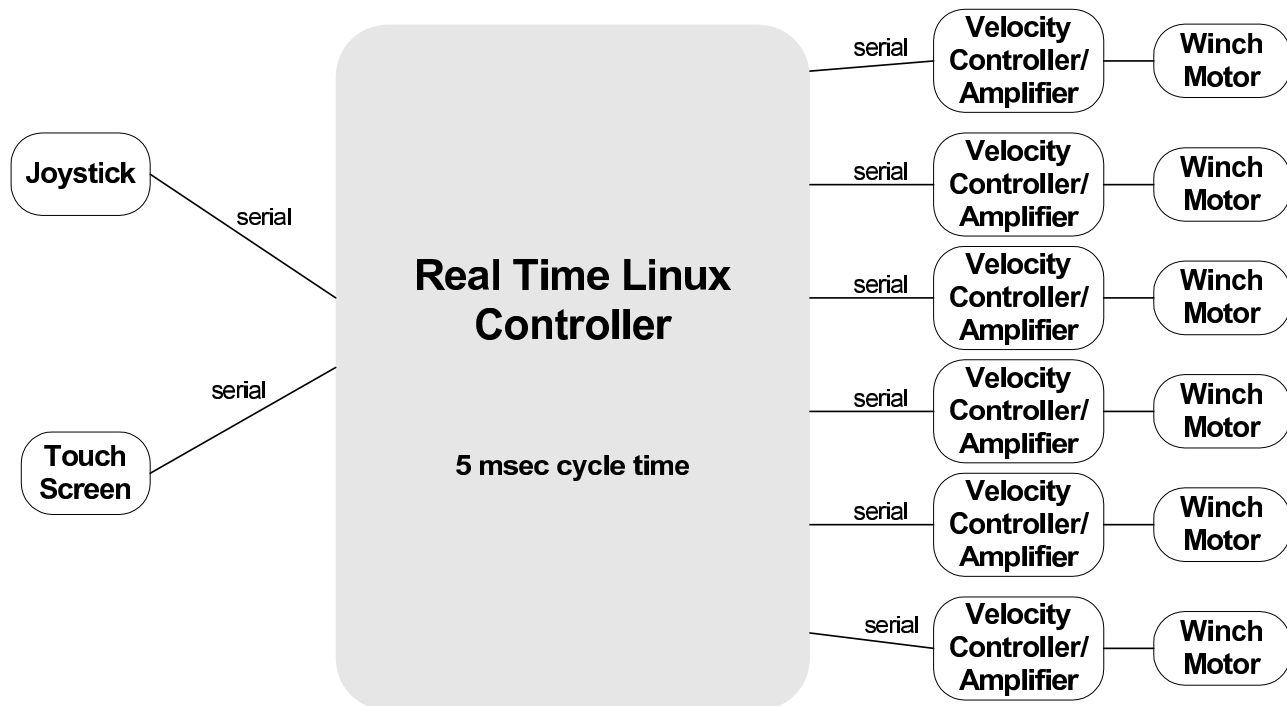 Joystick
serial
Touch
Screen
serial
Real Time Linux
Controller
5 msec cycle time
serial
Velocity
Controller/
Amplifier
Winch
Motor
serial
Velocity
Controller/
Amplifier
Winch
Motor
serial
Velocity
Controller/
Amplifier
Winch
Motor
serial
Velocity
Controller/
Amplifier
Winch
Motor
serial
Velocity
Controller/
Amplifier
Winch
Motor
serial
Velocity
Controller/
Amplifier
Winch
Motor